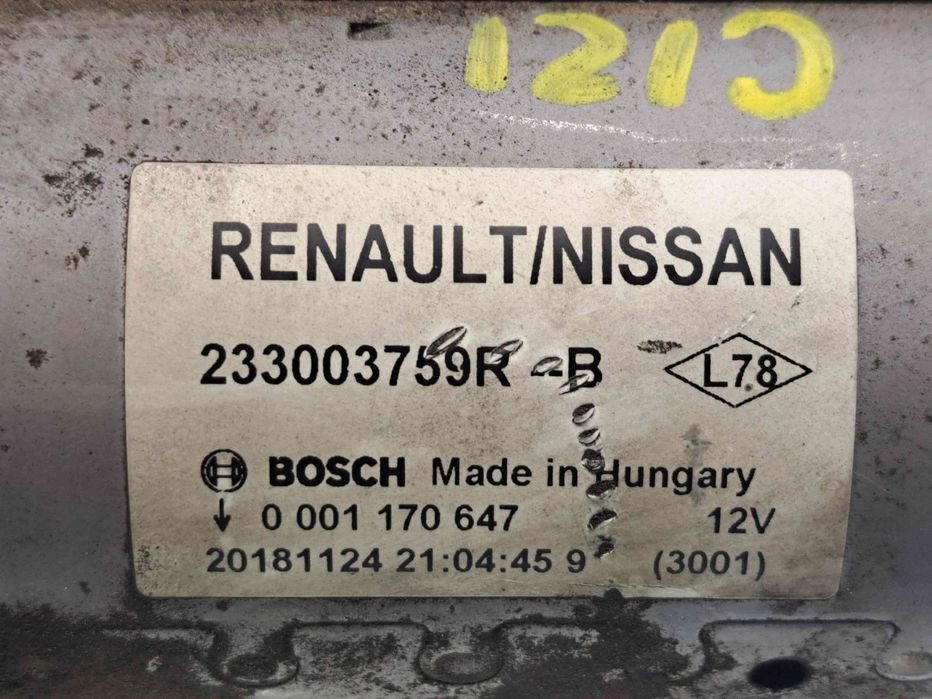 C121
RENAULT/NISSAN
233003759R --B L78
BOSCH Made in Hungary
0 001 170 647 12V
20181124 21:04:45 9 (3001)